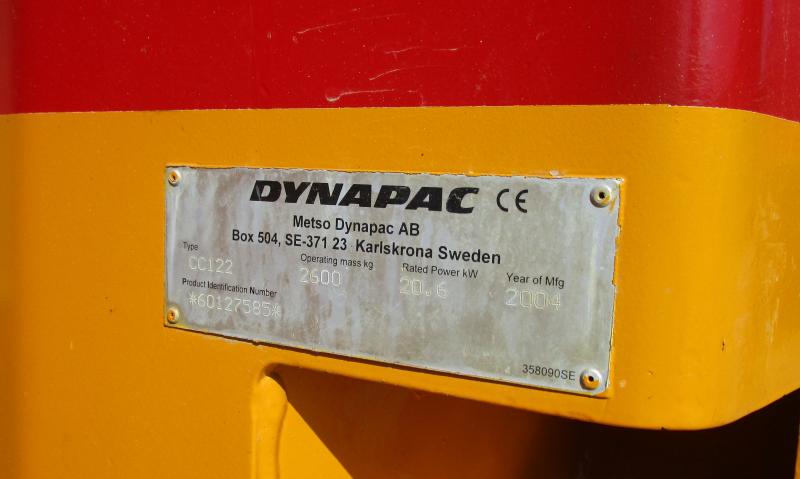 DYNAPAC CE
Metso Dynapac AB
Box 504, SE-371 23 Karlskrona Sweden
Type Operating mass kg Rated Power kW Year of Mfg
CC122 2600 20.6 2004
Product Identification Number
*60127585*
358090SE